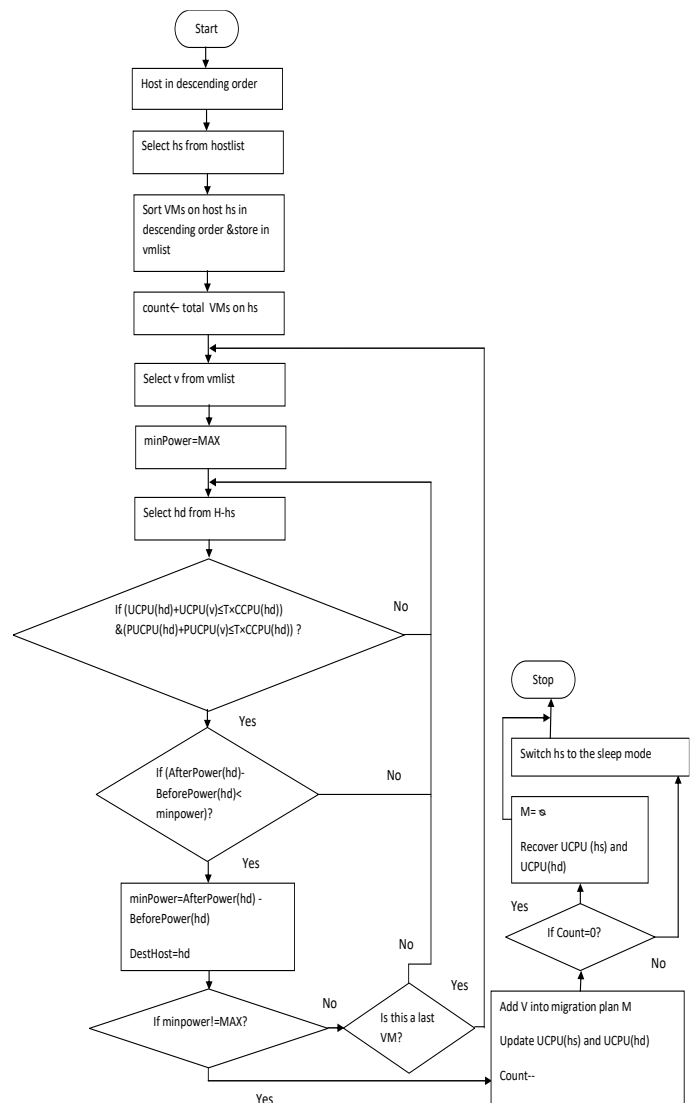 Start
Host in descending order
Select hs from hostlist
Sort VMs on host hs in
descending order &store in
vmlist
count← total VMs on hs
Select v from vmlist
minPower=MAX
Select hd from H-hs
If (UCPU(hd)+UCPU(v)≤T×CCPU(hd))
&(PUCPU(hd)+PUCPU(v)≤T×CCPU(hd)) ?
No
Yes
If (AfterPower(hd)-
BeforePower(hd)<
minpower)?
No
Yes
minPower=AfterPower(hd) -
BeforePower(hd)
DestHost=hd
If minpower!=MAX?
No
Yes
Is this a last
VM?
No
Yes
Add V into migration plan M
Update UCPU(hs) and UCPU(hd)
Count--
If Count=0?
Yes
No
M= ⦰
Recover UCPU (hs) and
UCPU(hd)
Switch hs to the sleep mode
Stop